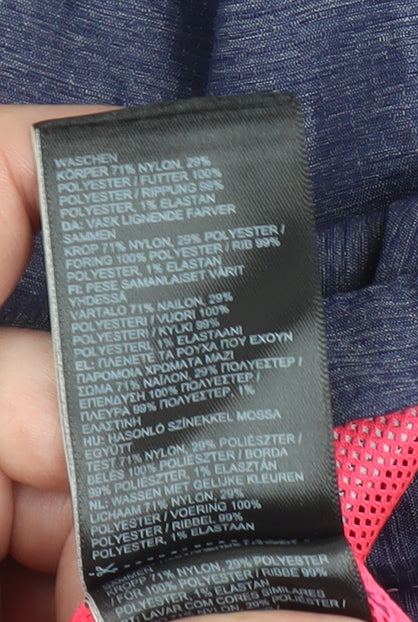 WASCHEN
KÖRPER 71% NYLON, 29%
POLYESTER / FUTTER 100%
POLYESTER / RIPPUNG 99%
POLYESTER, 1% ELASTAN
DA: VASK LIGNENDE FARVER
SAMMEN
KROP 71% NYLON, 29% POLYESTER /
FORING 100% POLYESTER / RIB 99%
POLYESTER, 1% ELASTAN
FI: PESE SAMANLAISET VÄRIT
YHDESSÄ
VARTALO 71% NAILON, 29%
POLYESTERI / VUORI 100%
POLYESTERI / KYLKI 99%
POLYESTERI, 1% ELASTAANI
EL: ΠΛΕΝΕΤΕ ΤΑ ΡΟΥΧΑ ΠΟΥ ΕΧΟΥΝ
ΠΑΡΟΜΟΙΑ ΧΡΩΜΑΤΑ ΜΑΖΙ
ΣΩΜΑ 71% ΝΑΪΛΟΝ, 29% ΠΟΛΥΕΣΤΕΡ /
ΕΠΕΝΔΥΣΗ 100% ΠΟΛΥΕΣΤΕΡ /
ΠΛΕΥΡΑ 99% ΠΟΛΥΕΣΤΕΡ, 1%
ΕΛΑΣΤΙΝΗ
HU: HASONLÓ SZÍNEKKEL MOSSA
EGYÜTT
TEST 71% NYLON, 29% POLIÉSZTER /
BÉLÉS 100% POLIÉSZTER / BORDA
99% POLIÉSZTER, 1% ELASZTÁN
NL: WASSEN MET GELIJKE KLEUREN
LICHAAM 71% NYLON, 29%
POLYESTER / VOERING 100%
POLYESTER / RIBBEL 99%
POLYESTER, 1% ELASTAAN
KROPP 71% NYLON, 29% POLYESTER
/ FÔR 100% POLYESTER / RIBBE 99%
POLYESTER, 1% ELASTAN
PT: LAVAR COM CORES SIMILARES